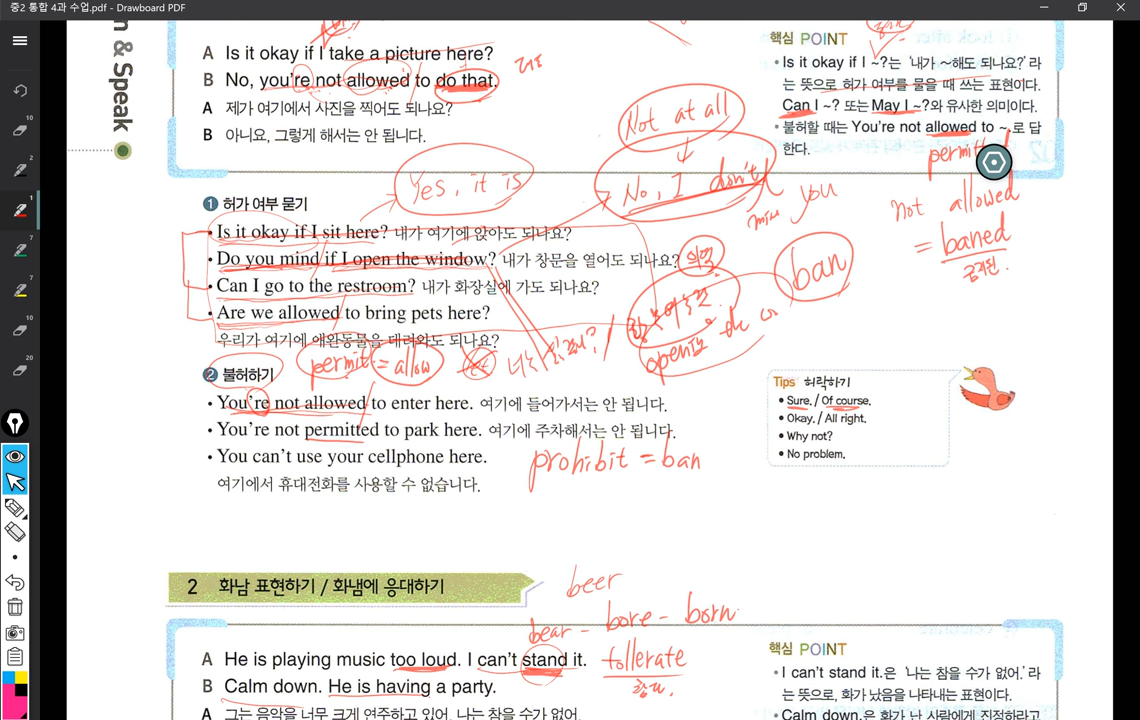 중2 통합 4과 수업.pdf - Drawboard PDF
& Speak
A Is it okay if I take a picture here?
B No, you're not allowed to do that.
A 제가 여기에서 사진을 찍어도 되나요?
B 아니요, 그렇게 해서는 안 됩니다.
핵심 POINT
• Is it okay if I ~?는 '내가 ~해도 되나요?'라
는 뜻으로 허가 여부를 물을 때 쓰는 표현이다.
Can I ~? 또는 May I ~?와 유사한 의미이다.
• 불허할 때는 You're not allowed to ~.로 답
한다.
permit
Not at all
No, I don't
mind you
Yes, it is
not allowed
= baned
금지된.
1 허가 여부 묻기
• Is it okay if I sit here? 내가 여기에 앉아도 되나요?
• Do you mind if I open the window? 내가 창문을 열어도 되나요?
• Can I go to the restroom? 내가 화장실에 가도 되나요?
• Are we allowed to bring pets here?
우리가 여기에 애완동물을 데려와도 되나요?
ban
opening the
permit = allow
너는
2 불허하기
• You're not allowed to enter here. 여기에 들어가서는 안 됩니다.
• You're not permitted to park here. 여기에 주차해서는 안 됩니다.
• You can't use your cellphone here.
여기에서 휴대전화를 사용할 수 없습니다.
prohibit = ban
Tips 허락하기
• Sure. / Of course.
• Okay. / All right.
• Why not?
• No problem.
2 화남 표현하기 / 화냄에 응대하기
beer
bear - bore - born
A He is playing music too loud. I can't stand it.
B Calm down. He is having a party.
A 그는 음악을 너무 크게 연주하고 있어. 나는 참을 수가 없어.
tollerate
참다.
핵심 POINT
• I can't stand it.은 '나는 참을 수가 없어.'라
는 뜻으로, 화가 났음을 나타내는 표현이다.
• Calm down.은 화가 난 사람에게 진정하라고
10
2
1
7
7
10
20